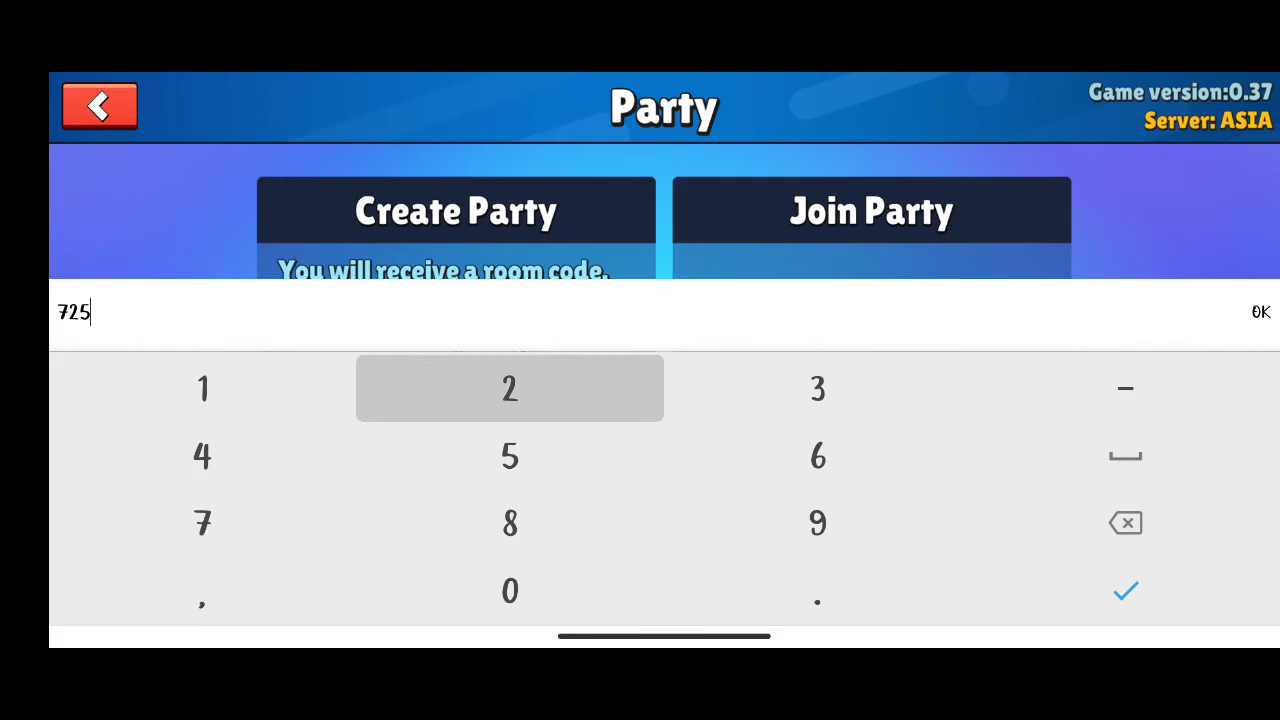 Party
Game version:0.37
Server: ASIA
Create Party
Join Party
You will receive a room code.
725
OK
1 2 3 –
4 5 6
7 8 9
, 0 .